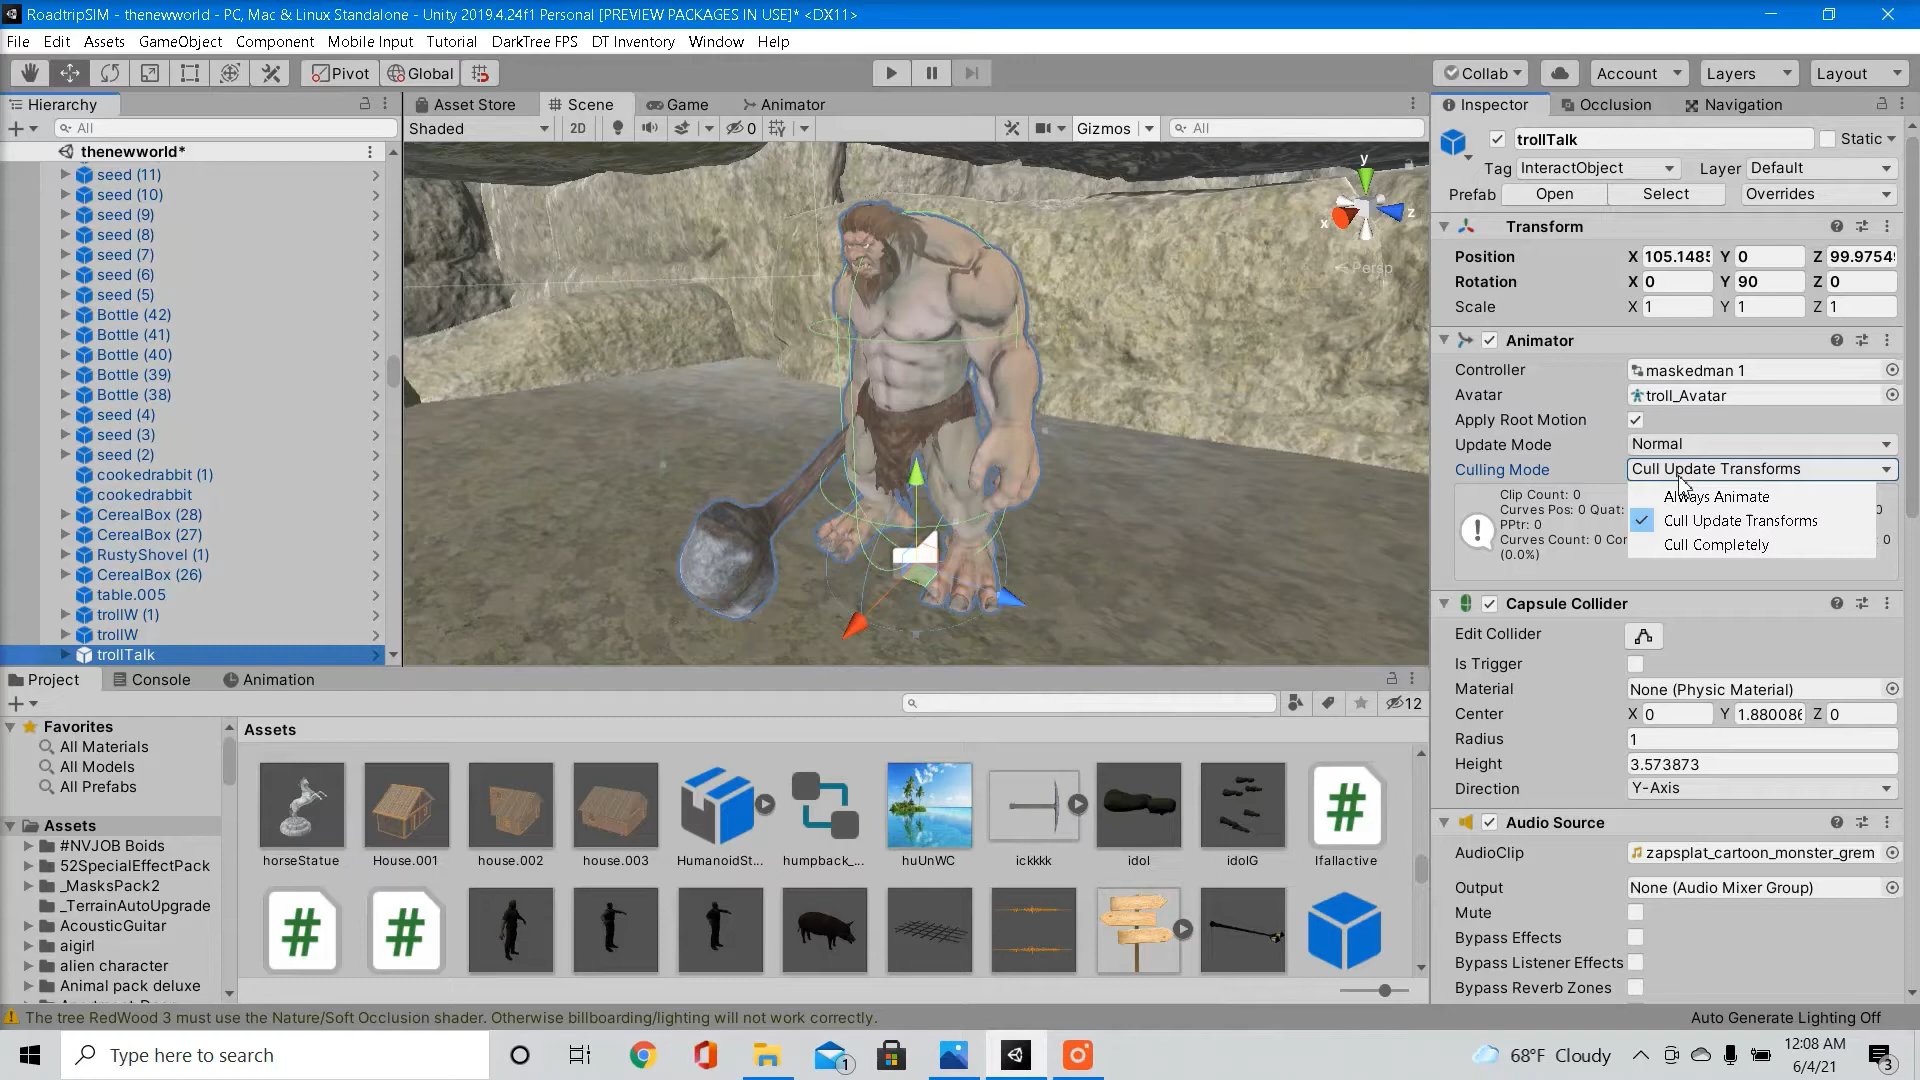 RoadtripSIM - thenewworld - PC, Mac & Linux Standalone - Unity 2019.4.24f1 Personal [PREVIEW PACKAGES IN USE]* <DX11>
File Edit Assets GameObject Component Mobile Input Tutorial DarkTree FPS DT Inventory Window Help
Pivot Global Collab Account Layers Layout
Hierarchy
All
thenewworld*
seed (11)
seed (10)
seed (9)
seed (8)
seed (7)
seed (6)
seed (5)
Bottle (42)
Bottle (41)
Bottle (40)
Bottle (39)
Bottle (38)
seed (4)
seed (3)
seed (2)
cookedrabbit (1)
cookedrabbit
CerealBox (28)
CerealBox (27)
RustyShovel (1)
CerealBox (26)
table.005
trollW (1)
trollW
trollTalk
Asset Store Scene Game Animator
Shaded 2D 0 Gizmos All
y
x z
Persp
Inspector Occlusion Navigation
trollTalk Static
Tag InteractObject Layer Default
Prefab Open Select Overrides
Transform
Position X 105.1485 Y 0 Z 99.9754
Rotation X 0 Y 90 Z 0
Scale X 1 Y 1 Z 1
Animator
Controller maskedman 1
Avatar troll_Avatar
Apply Root Motion
Update Mode Normal
Culling Mode Cull Update Transforms
Always Animate
Cull Update Transforms
Cull Completely
Clip Count: 0
Curves Pos: 0 Quat: 0
PPtr: 0
Curves Count: 0 Con 0
(0.0%)
Capsule Collider
Edit Collider
Is Trigger
Material None (Physic Material)
Center X 0 Y 1.880086 Z 0
Radius 1
Height 3.573873
Direction Y-Axis
Audio Source
AudioClip zapsplat_cartoon_monster_grem
Output None (Audio Mixer Group)
Mute
Bypass Effects
Bypass Listener Effects
Bypass Reverb Zones
Project Console Animation
12
Favorites
All Materials
All Models
All Prefabs
Assets
#NVJOB Boids
52SpecialEffectPack
_MasksPack2
_TerrainAutoUpgrade
AcousticGuitar
aigirl
alien character
Animal pack deluxe
Assets
horseStatue House.001 house.002 house.003 HumanoidSt... humpback_... huUnWC ickkkk idol idolG Ifallactive
The tree RedWood 3 must use the Nature/Soft Occlusion shader. Otherwise billboarding/lighting will not work correctly.
Auto Generate Lighting Off
Type here to search
1
68°F Cloudy
12:08 AM
6/4/21
3